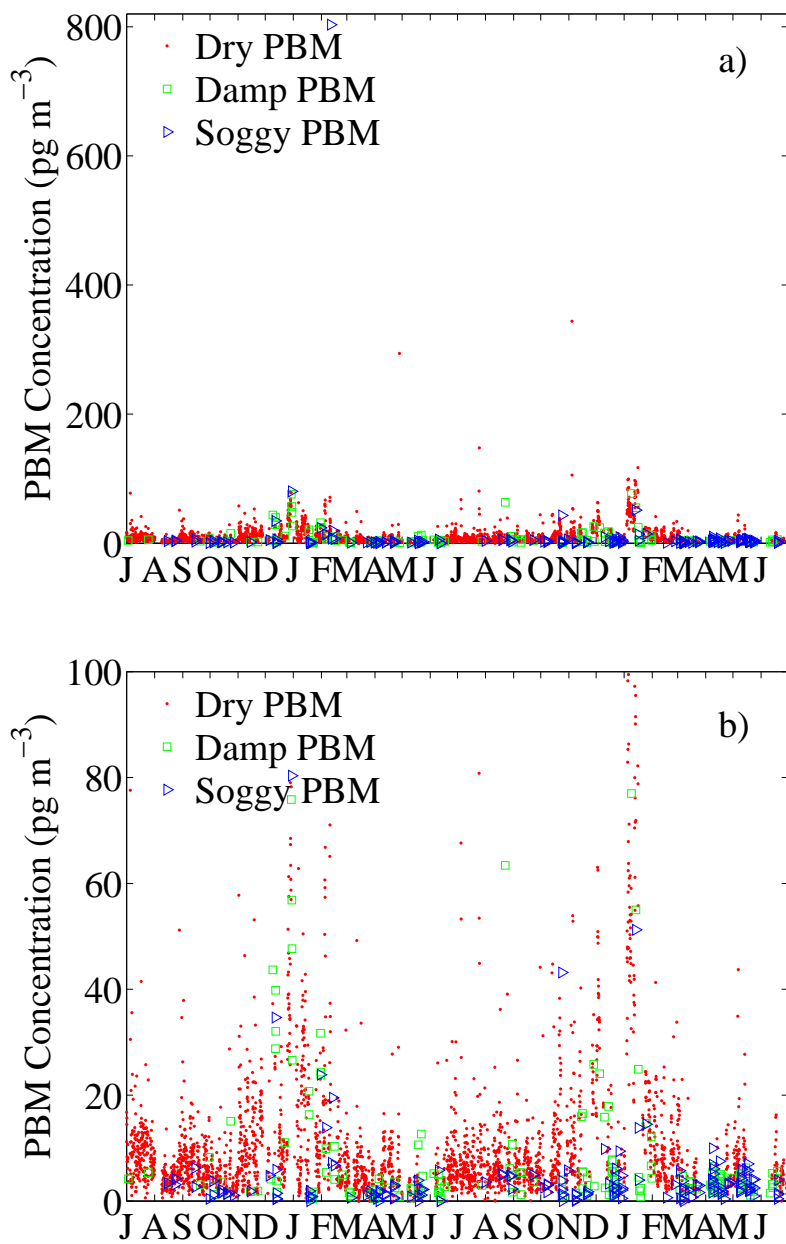 800
Dry PBM
a)
Damp PBM
Soggy PBM
600
400
200
0
PBM Concentration (pg m−3)
J A S O N D J F M A M J J A S O N D J F M A M J
100
Dry PBM
b)
Damp PBM
80
Soggy PBM
60
40
20
0
PBM Concentration (pg m−3)
J A S O N D J F M A M J J A S O N D J F M A M J